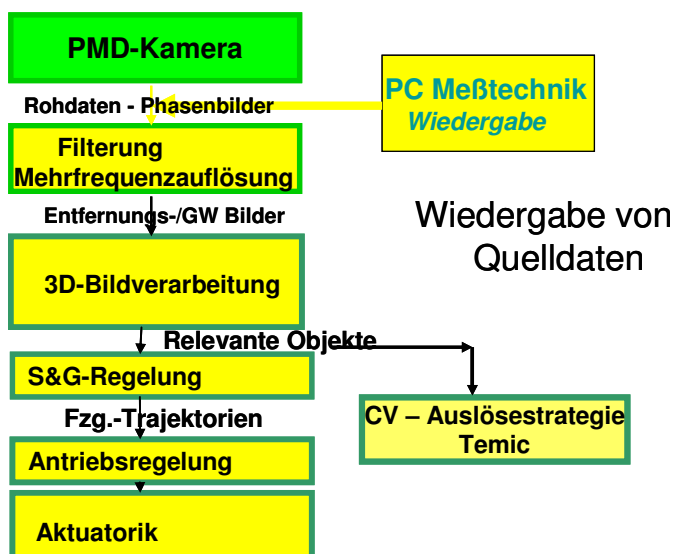 PMD-Kamera
Rohdaten - Phasenbilder
PC Meßtechnik
Wiedergabe
Filterung
Mehrfrequenzauflösung
Entfernungs-/GW Bilder
Wiedergabe von
Quelldaten
3D-Bildverarbeitung
Relevante Objekte
S&G-Regelung
Fzg.-Trajektorien
CV – Auslösestrategie
Temic
Antriebsregelung
Aktuatorik